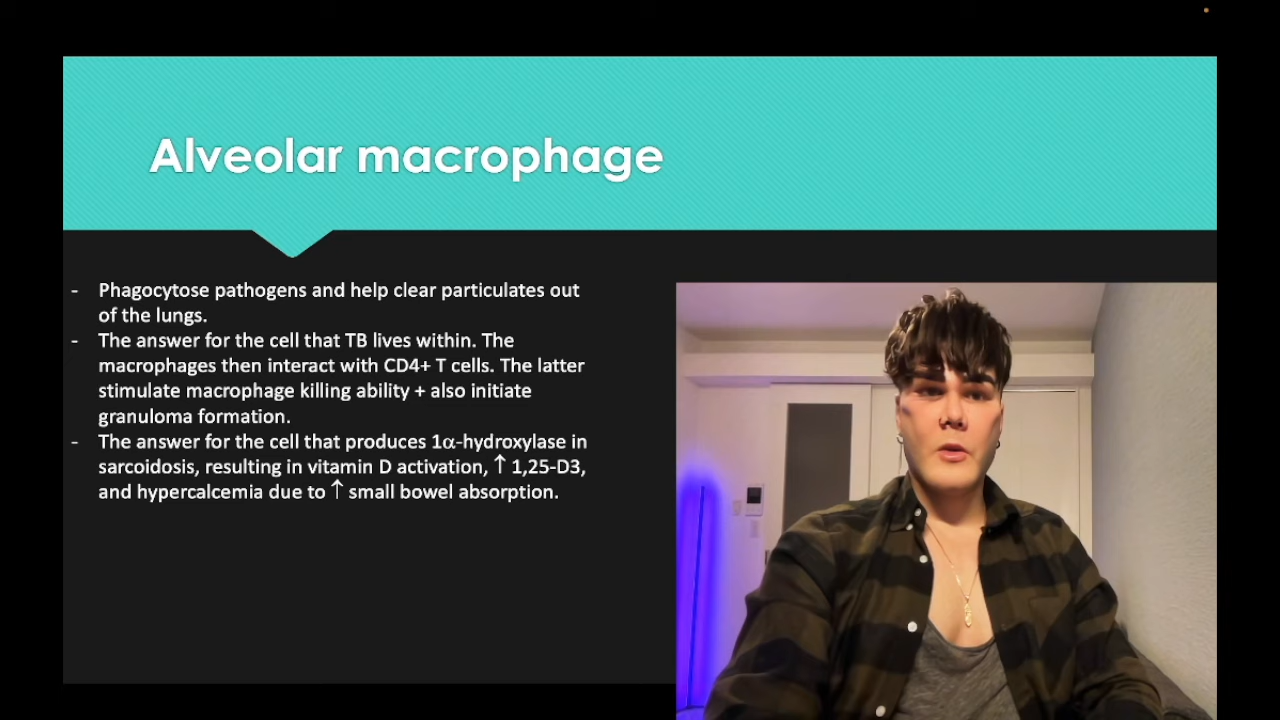 Alveolar macrophage
- Phagocytose pathogens and help clear particulates out
of the lungs.
- The answer for the cell that TB lives within. The
macrophages then interact with CD4+ T cells. The latter
stimulate macrophage killing ability + also initiate
granuloma formation.
- The answer for the cell that produces 1α-hydroxylase in
sarcoidosis, resulting in vitamin D activation, ↑ 1,25-D3,
and hypercalcemia due to ↑ small bowel absorption.